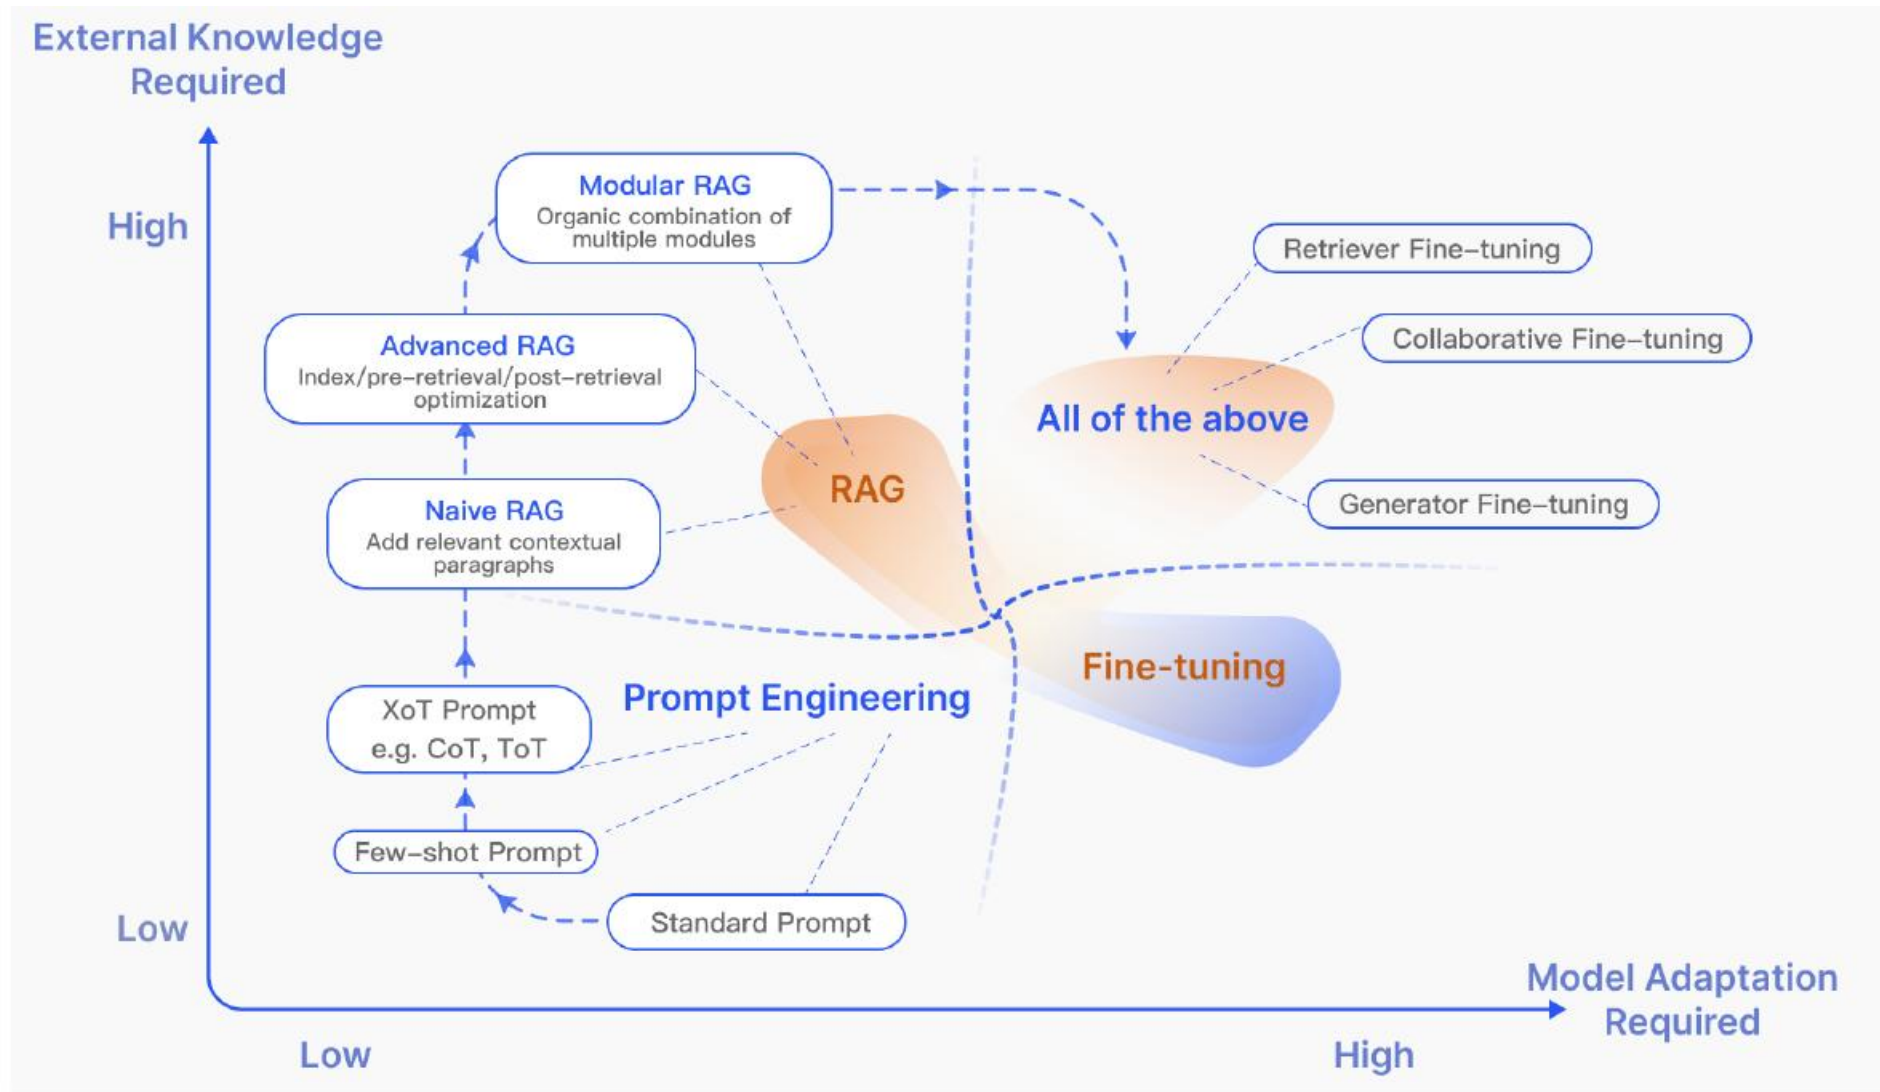 External Knowledge
Required
High
Modular RAG
Organic combination of
multiple modules
Retriever Fine–tuning
Advanced RAG
Index/pre–retrieval/post–retrieval
optimization
Collaborative Fine–tuning
All of the above
RAG
Naive RAG
Add relevant contextual
paragraphs
Generator Fine–tuning
Fine-tuning
Prompt Engineering
XoT Prompt
e.g. CoT, ToT
Few–shot Prompt
Standard Prompt
Low
Model Adaptation
Required
Low
High